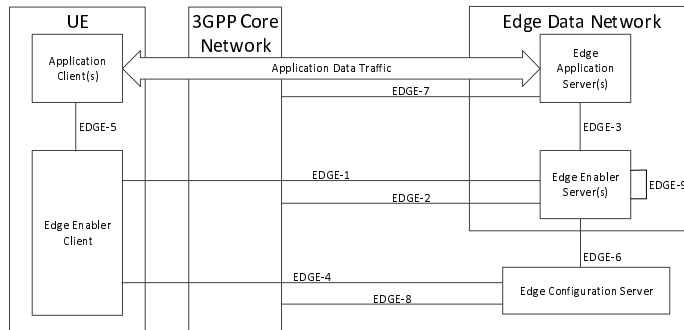 UE
3GPP Core
Network
Edge Data Network
Application
Client(s)
Application Data Traffic
Edge
Application
Server(s)
EDGE-7
EDGE-5
EDGE-3
EDGE-1
EDGE-2
Edge Enabler
Server(s)
EDGE-9
Edge Enabler
Client
EDGE-6
EDGE-4
EDGE-8
Edge Configuration Server